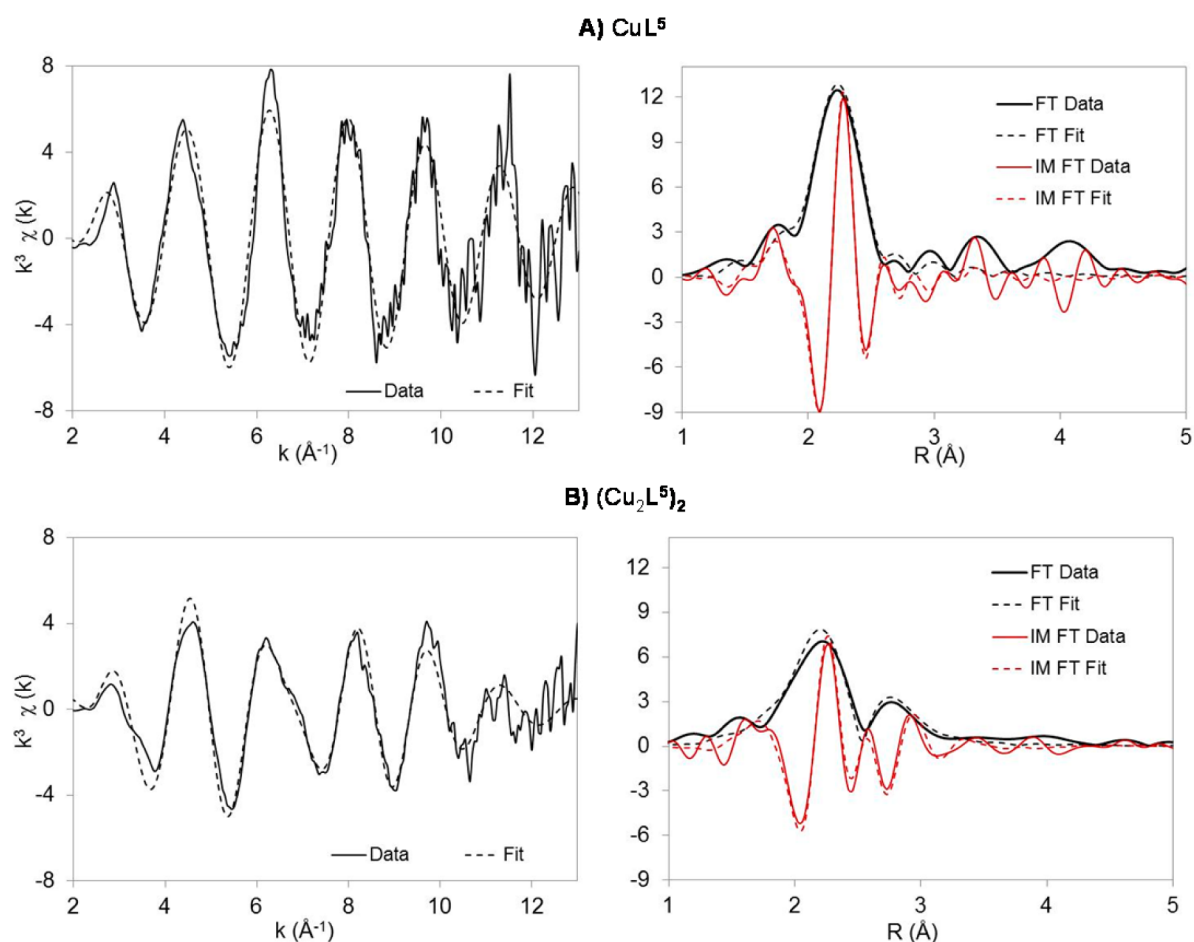 A) CuL⁵
8
4
0
-4
-8
k³ χ(k)
2 4 6 8 10 12
k (Å⁻¹)
Data Fit
12
9
6
3
0
-3
-6
-9
1 2 3 4 5
R (Å)
FT Data
FT Fit
IM FT Data
IM FT Fit
B) (Cu₂L⁵)₂
8
4
0
-4
-8
k³ χ(k)
2 4 6 8 10 12
k (Å⁻¹)
Data Fit
12
9
6
3
0
-3
-6
-9
1 2 3 4 5
R (Å)
FT Data
FT Fit
IM FT Data
IM FT Fit